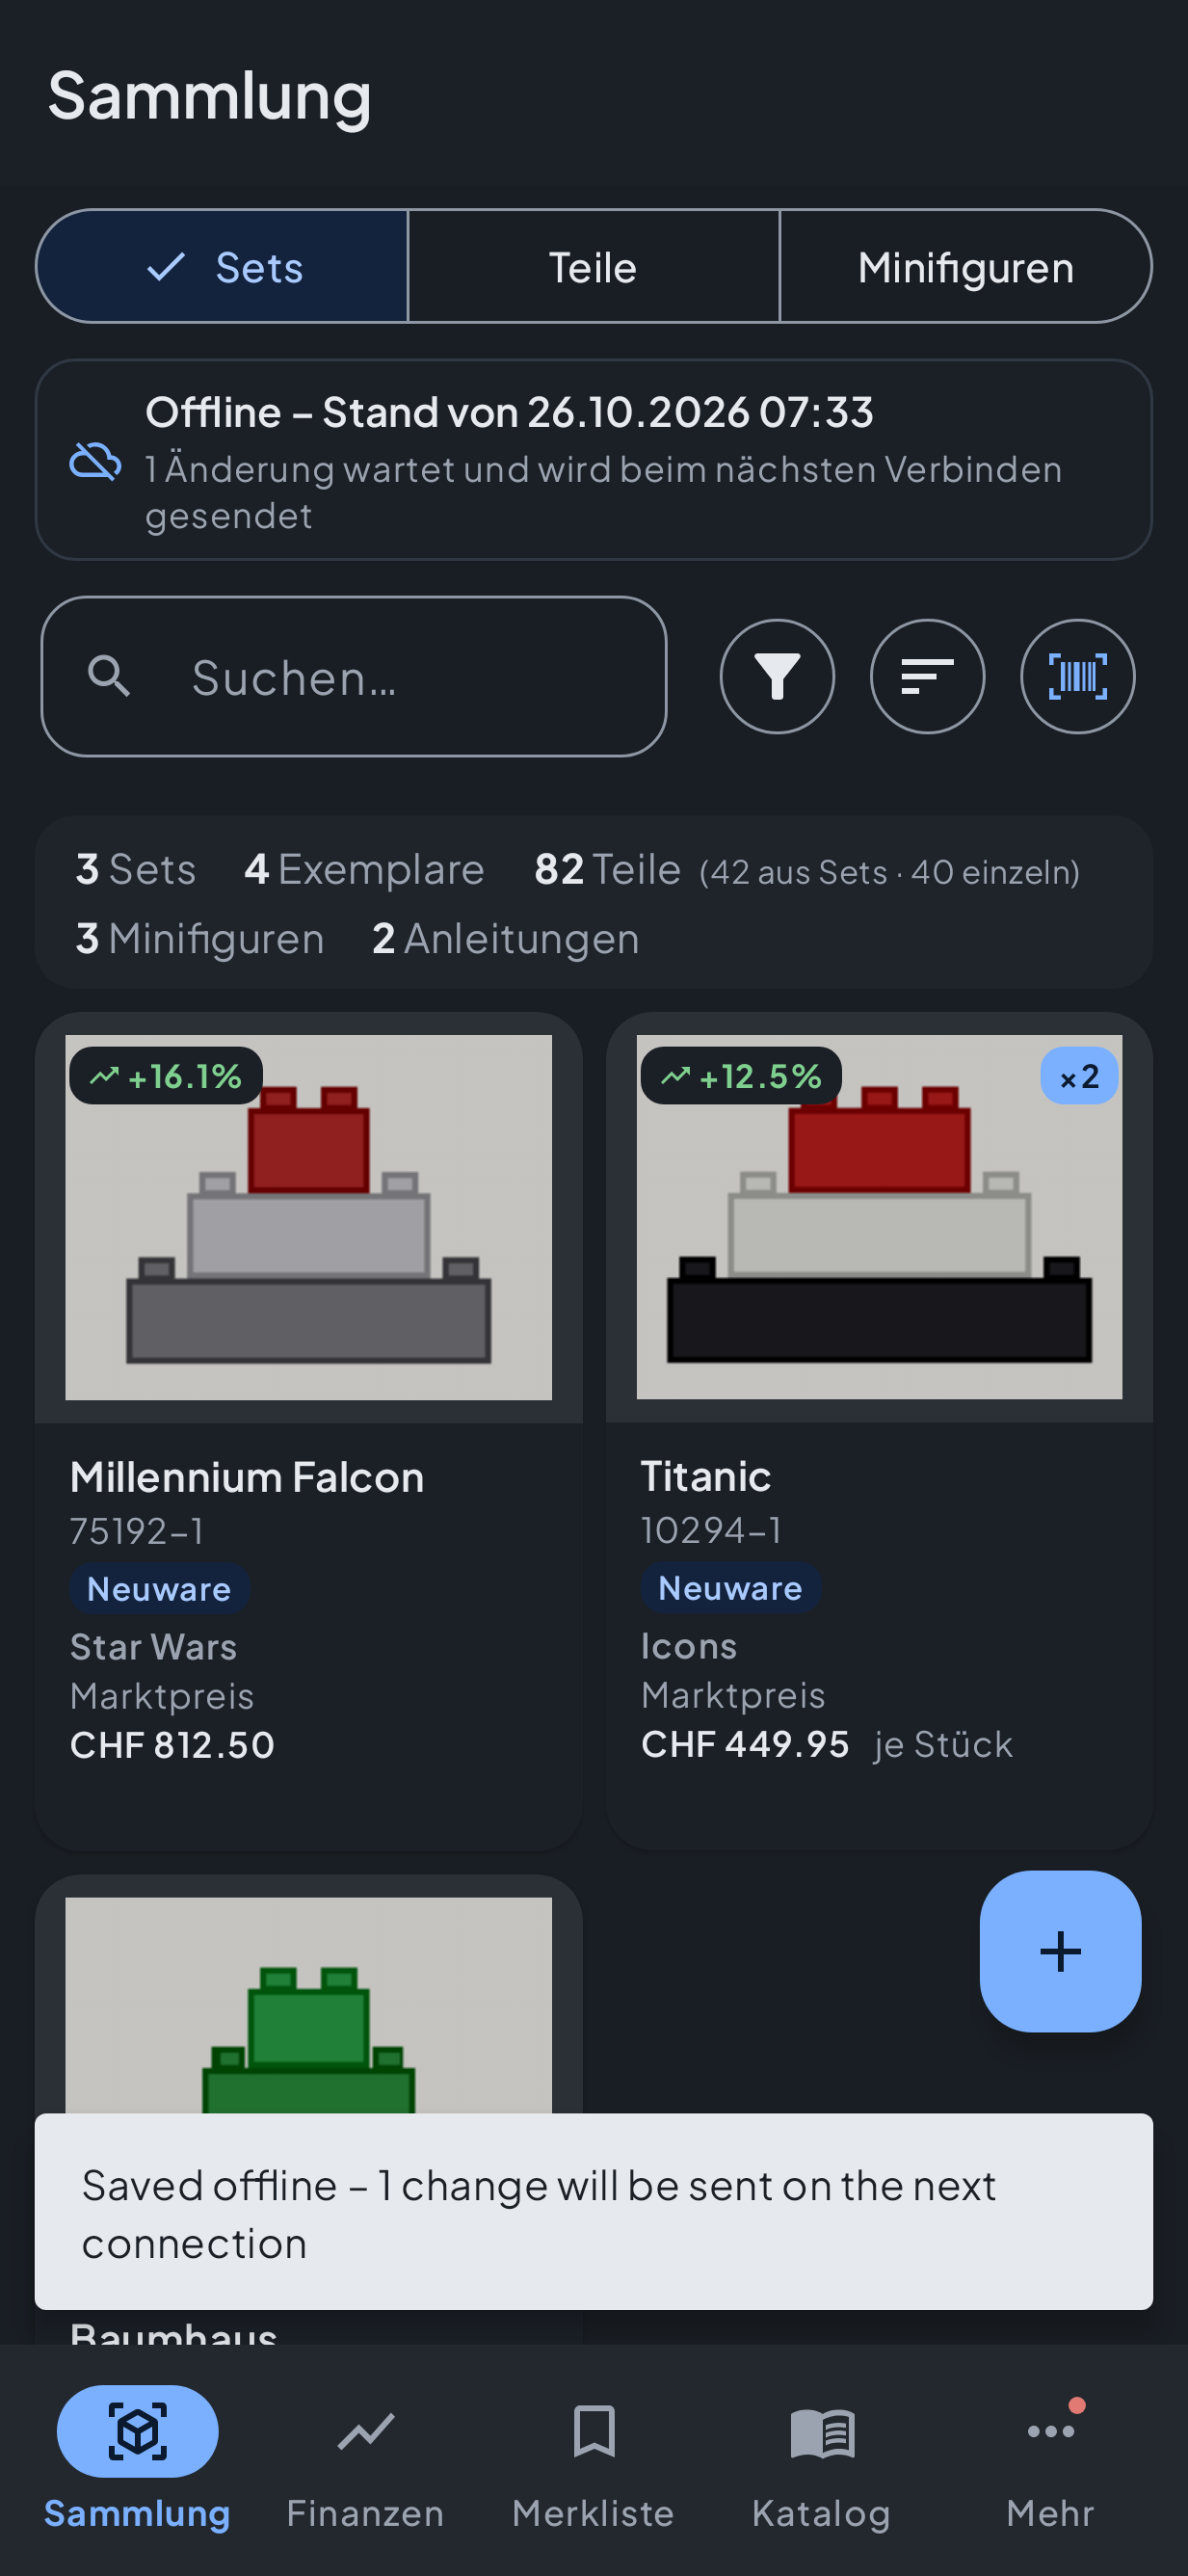 Sammlung
Sets
Teile
Minifiguren
Offline – Stand von 26.10.2026 07:33
1 Änderung wartet und wird beim nächsten Verbinden
gesendet
Suchen…
3 Sets 4 Exemplare 82 Teile (42 aus Sets · 40 einzeln)
3 Minifiguren 2 Anleitungen
+16.1%
Millennium Falcon
75192-1
Neuware
Star Wars
Marktpreis
CHF 812.50
+12.5%
×2
Titanic
10294-1
Neuware
Icons
Marktpreis
CHF 449.95 je Stück
Saved offline – 1 change will be sent on the next
connection
Baumhaus
Sammlung
Finanzen
Merkliste
Katalog
Mehr